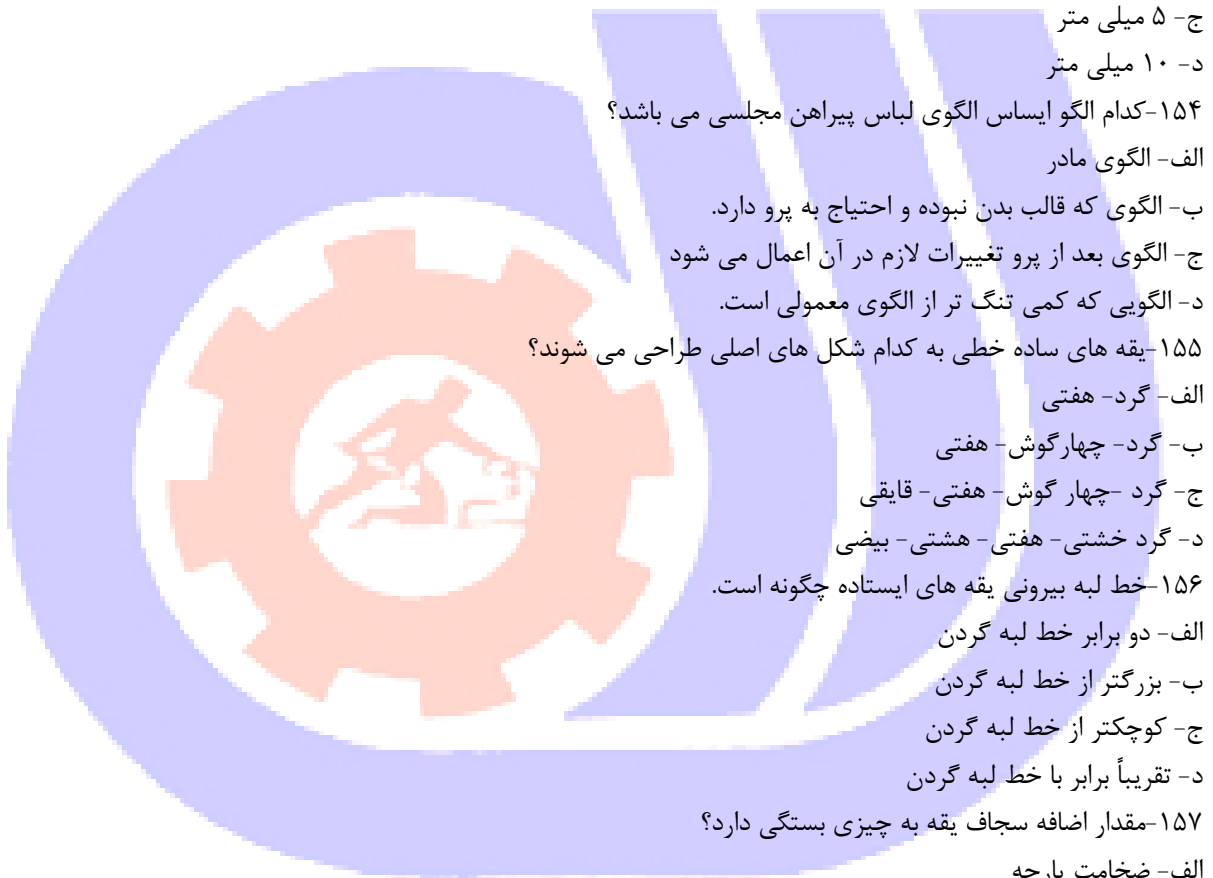 ج- ۵ میلی متر
د- ۱۰ میلی متر
۱۵۴-کدام الگو ایساس الگوی لباس پیراهن مجلسی می باشد؟
الف- الگوی مادر
ب- الگوی که قالب بدن نبوده و احتیاج به پرو دارد.
ج- الگوی بعد از پرو تغییرات لازم در آن اعمال می شود
د- الگویی که کمی تنگ تر از الگوی معمولی است.
۱۵۵-یقه های ساده خطی به کدام شکل های اصلی طراحی می شوند؟
الف- گرد- هفتی
ب- گرد- چهارگوش- هفتی
ج- گرد -چهار گوش- هفتی- قایقی
د- گرد خشتی- هفتی- هشتی- بیضی
۱۵۶-خط لبه بیرونی یقه های ایستاده چگونه است.
الف- دو برابر خط لبه گردن
ب- بزرگتر از خط لبه گردن
ج- کوچکتر از خط لبه گردن
د- تقریباً برابر با خط لبه گردن
۱۵۷-مقدار اضافه سجاف یقه به چیزی بستگی دارد؟
الف- ضخامت پارچه